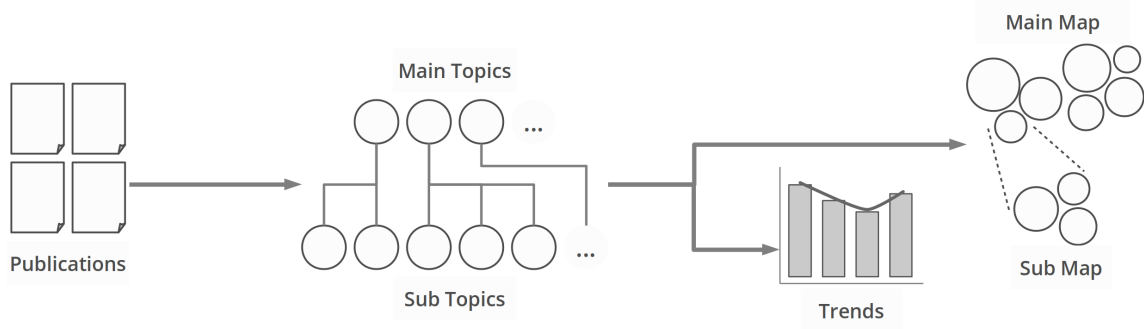 Main Map
Main Topics
...
...
Publications
Sub Topics
Sub Map
Trends